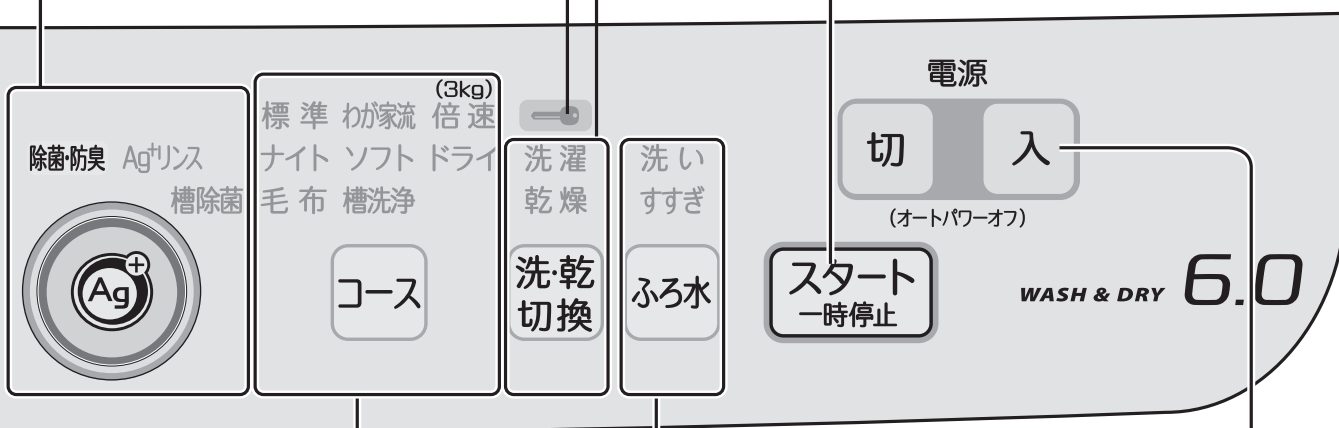 除菌・防臭 Ag⁺リンス
槽除菌
Ag+
(3kg)
標準 わが家流 倍速
ナイト ソフト ドライ
毛布 槽洗浄
コース
洗濯
乾燥
洗・乾
切換
洗い
すすぎ
ふろ水
電源
切 入
(オートパワーオフ)
スタート
一時停止
WASH & DRY 6.0